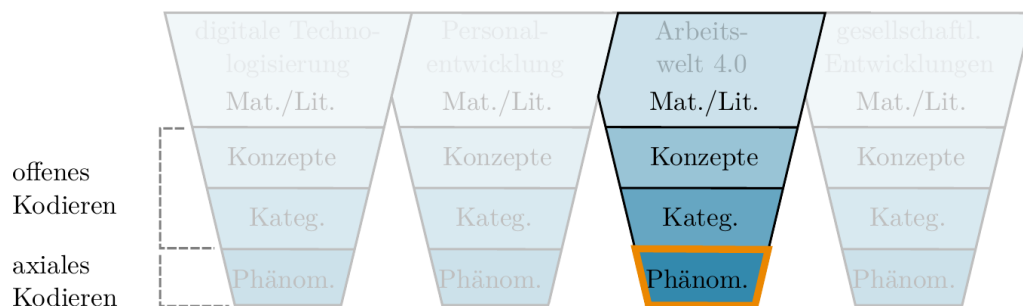 digitale Techno-
logisierung
Mat./Lit.
Konzepte
Kateg.
Phänom.
Personal-
entwicklung
Mat./Lit.
Konzepte
Kateg.
Phänom.
Arbeits-
welt 4.0
Mat./Lit.
Konzepte
Kateg.
Phänom.
gesellschaftl.
Entwicklungen
Mat./Lit.
Konzepte
Kateg.
Phänom.
offenes
Kodieren
axiales
Kodieren